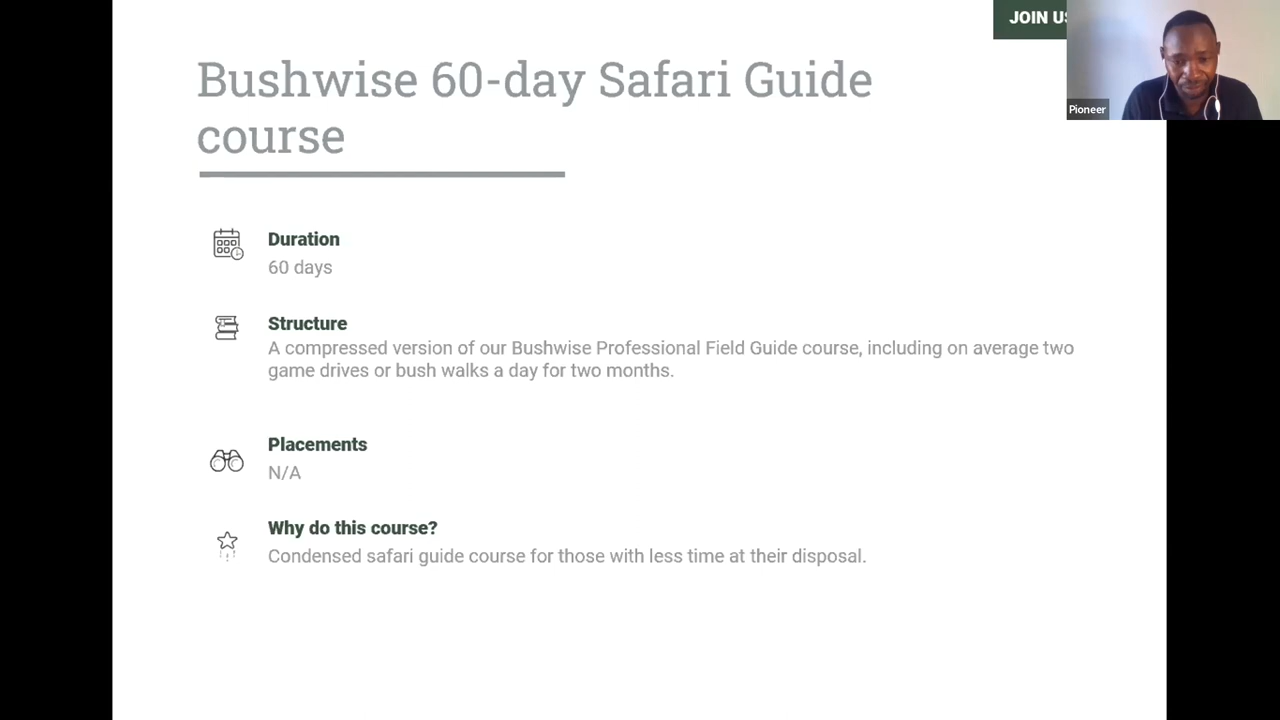 JOIN US
Pioneer
Bushwise 60-day Safari Guide
course
Duration
60 days
Structure
A compressed version of our Bushwise Professional Field Guide course, including on average two
game drives or bush walks a day for two months.
Placements
N/A
Why do this course?
Condensed safari guide course for those with less time at their disposal.